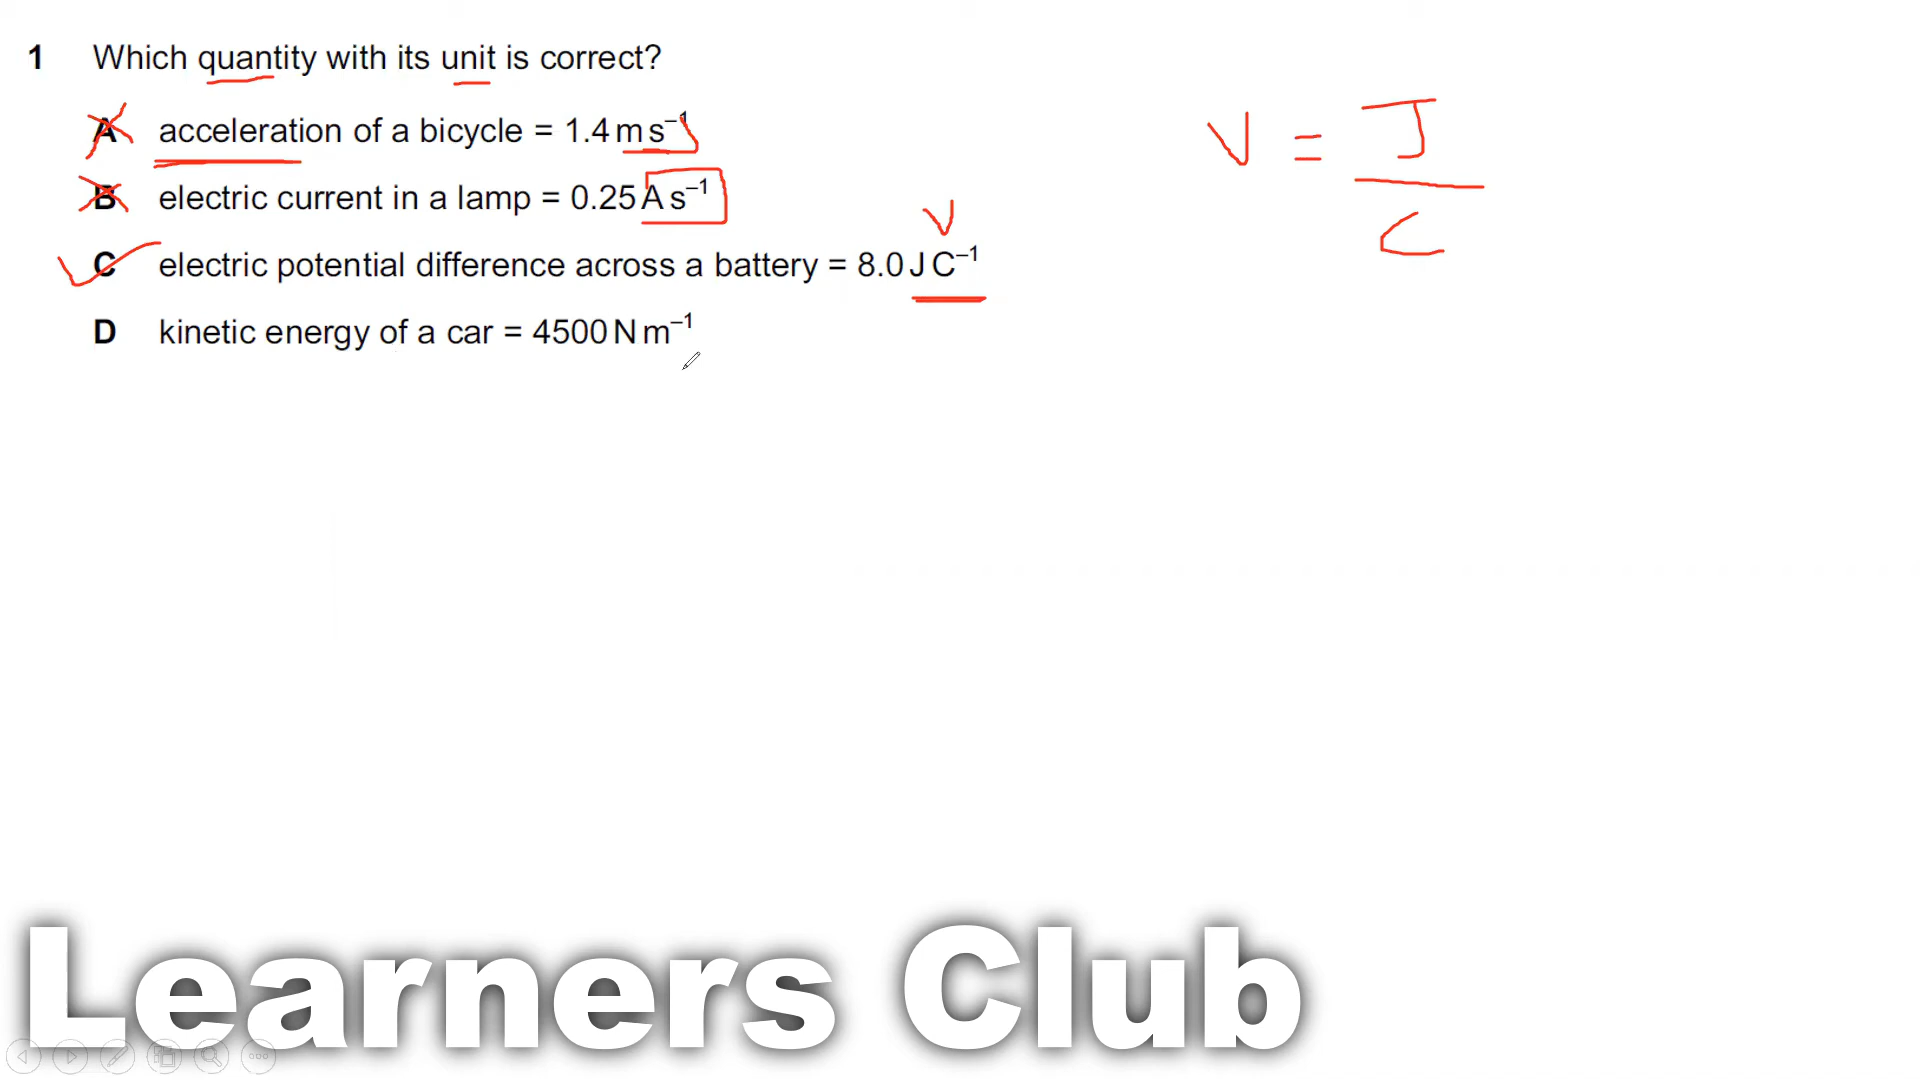 1 Which quantity with its unit is correct?
A acceleration of a bicycle = 1.4 m s⁻¹
B electric current in a lamp = 0.25 A s⁻¹
V
C electric potential difference across a battery = 8.0 J C⁻¹
D kinetic energy of a car = 4500 N m⁻¹
V = J
C
Learners Club